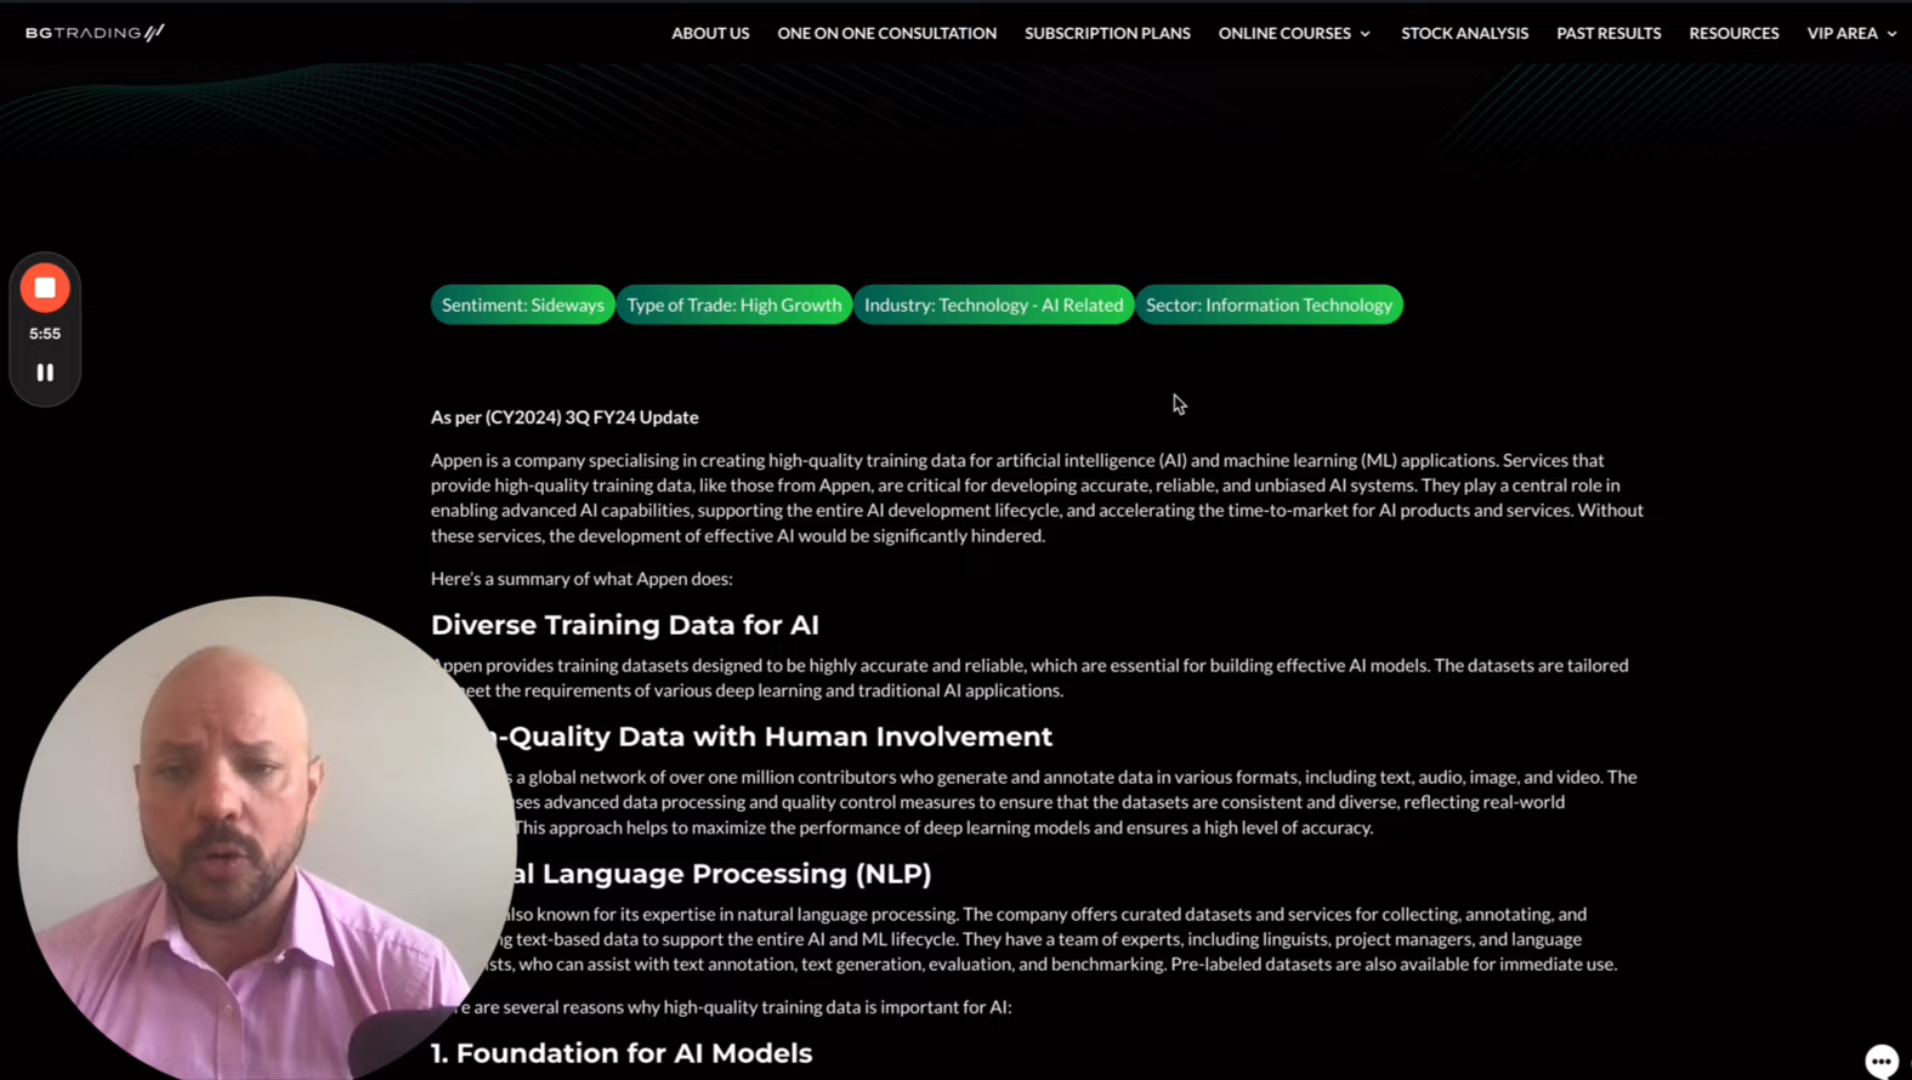 BGTRADING
ABOUT US ONE ON ONE CONSULTATION SUBSCRIPTION PLANS ONLINE COURSES STOCK ANALYSIS PAST RESULTS RESOURCES VIP AREA
5:55
Sentiment: Sideways Type of Trade: High Growth Industry: Technology - AI Related Sector: Information Technology
As per (CY2024) 3Q FY24 Update
Appen is a company specialising in creating high-quality training data for artificial intelligence (AI) and machine learning (ML) applications. Services that
provide high-quality training data, like those from Appen, are critical for developing accurate, reliable, and unbiased AI systems. They play a central role in
enabling advanced AI capabilities, supporting the entire AI development lifecycle, and accelerating the time-to-market for AI products and services. Without
these services, the development of effective AI would be significantly hindered.
Here's a summary of what Appen does:
Diverse Training Data for AI
Appen provides training datasets designed to be highly accurate and reliable, which are essential for building effective AI models. The datasets are tailored
the requirements of various deep learning and traditional AI applications.
-Quality Data with Human Involvement
a global network of over one million contributors who generate and annotate data in various formats, including text, audio, image, and video. The
advanced data processing and quality control measures to ensure that the datasets are consistent and diverse, reflecting real-world
This approach helps to maximize the performance of deep learning models and ensures a high level of accuracy.
Language Processing (NLP)
also known for its expertise in natural language processing. The company offers curated datasets and services for collecting, annotating, and
text-based data to support the entire AI and ML lifecycle. They have a team of experts, including linguists, project managers, and language
who can assist with text annotation, text generation, evaluation, and benchmarking. Pre-labeled datasets are also available for immediate use.
are several reasons why high-quality training data is important for AI:
1. Foundation for AI Models